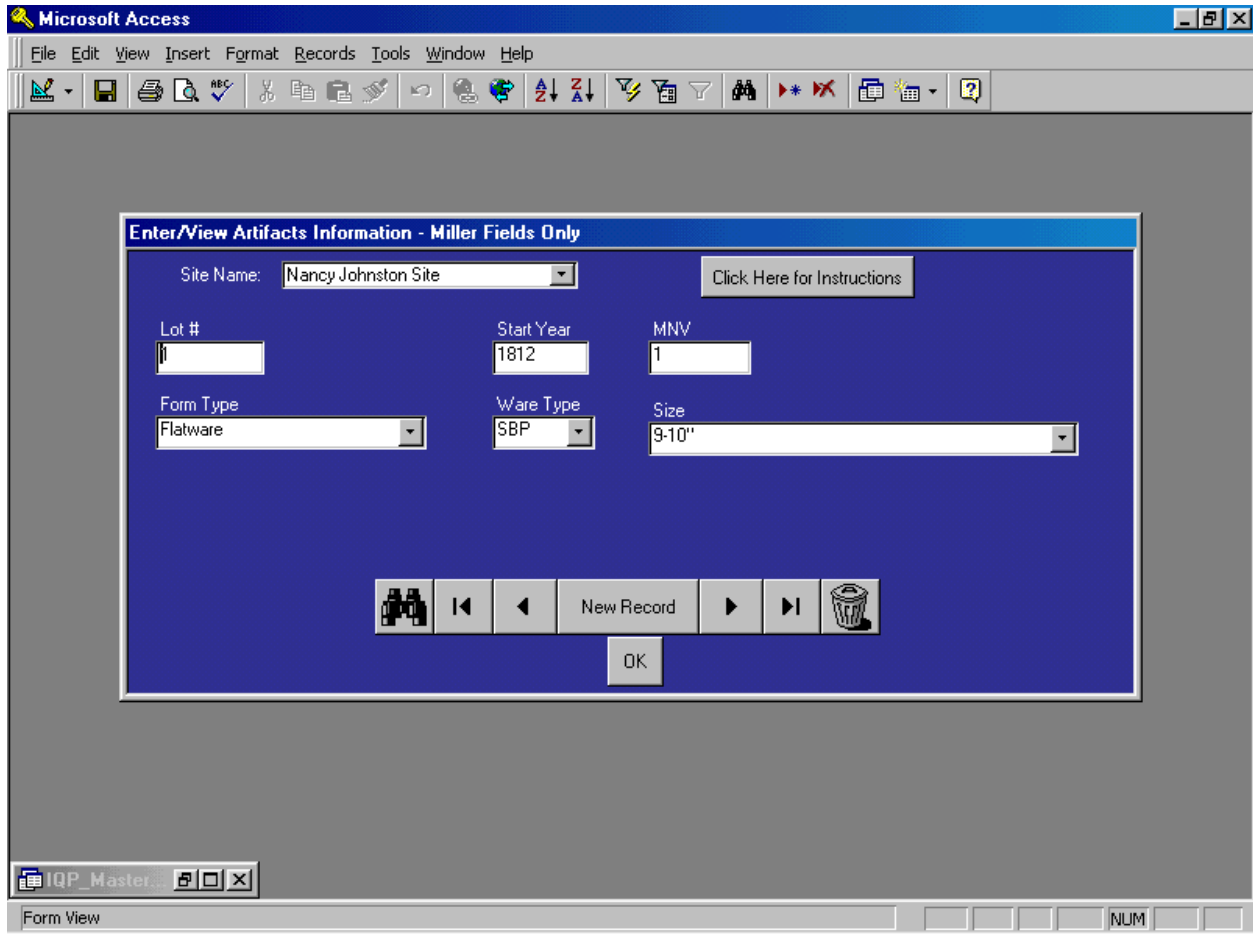 Microsoft Access
File Edit View Insert Format Records Tools Window Help
ABC A Z Z A ?
Enter/View Artifacts Information - Miller Fields Only
Site Name: Nancy Johnston Site Click Here for Instructions
Lot # Start Year MNV
1 1812 1
Form Type Ware Type Size
Flatware SBP 9-10"
New Record
OK
IQP_Master...
Form View NUM